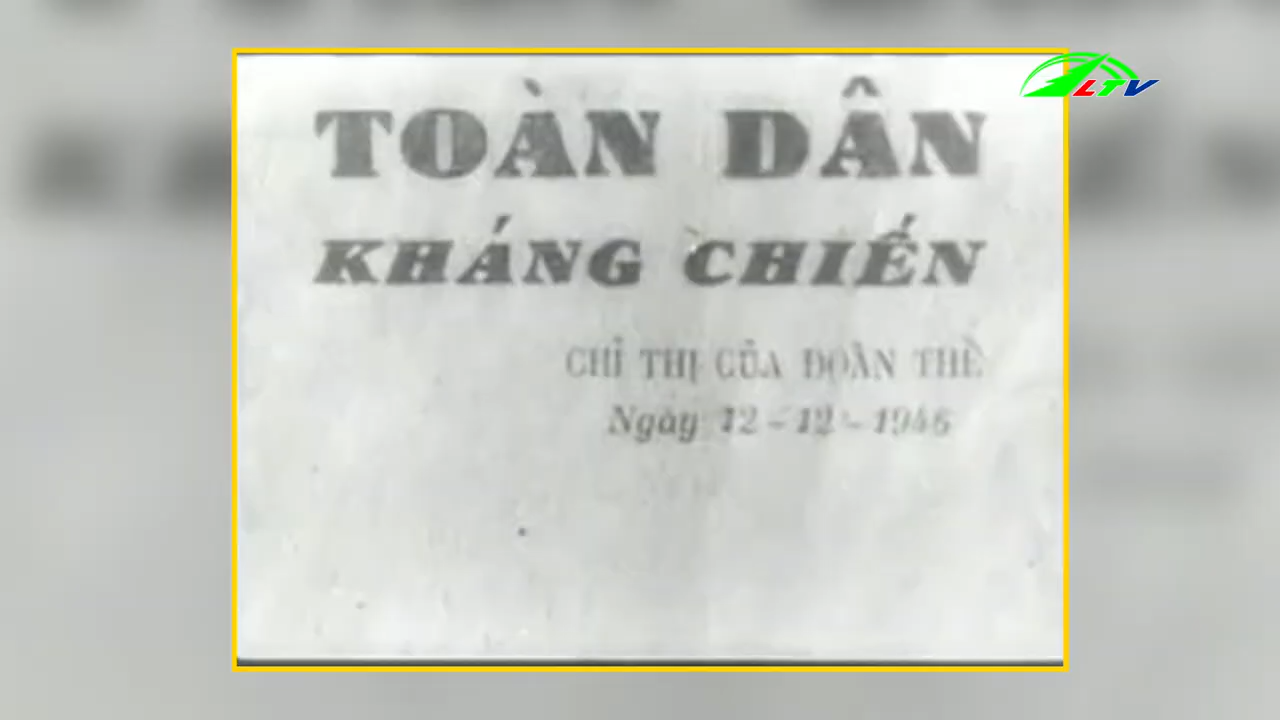 LTV
TOÀN DÂN
KHÁNG CHIẾN
CHỈ THỊ CỦA ĐOÀN THỂ
Ngày 12-12-1946